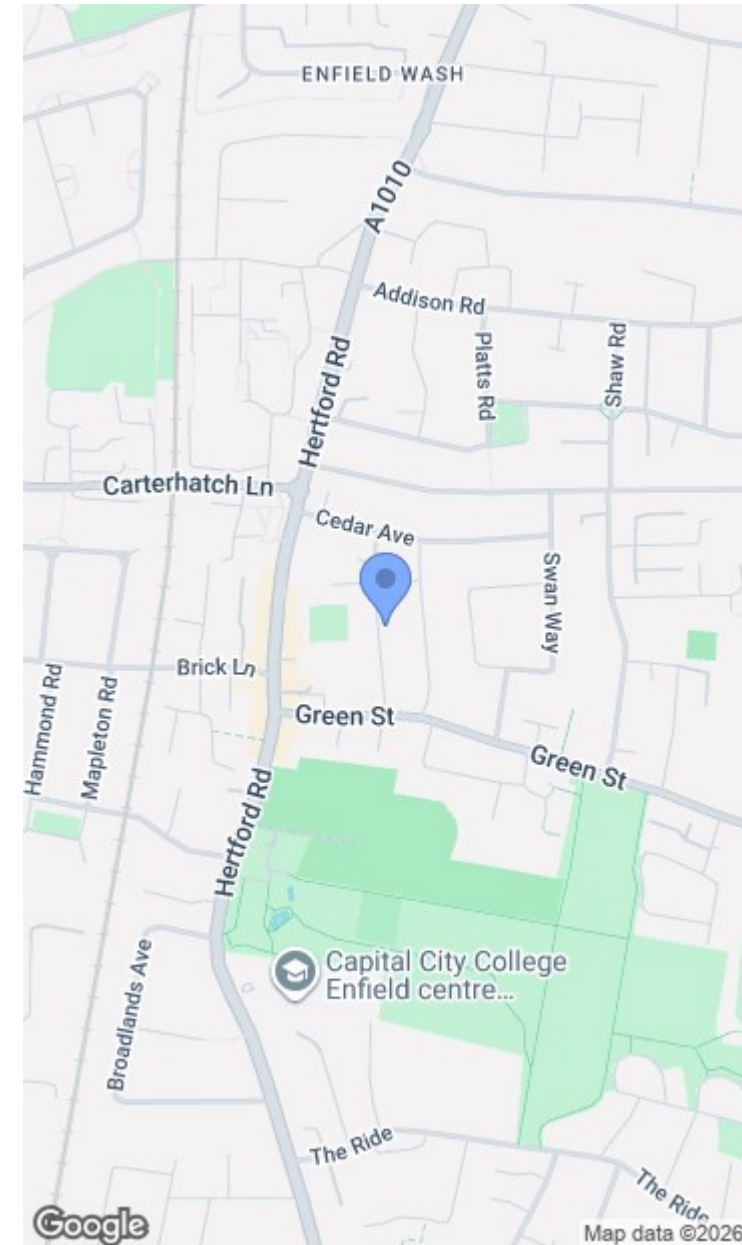 ENFIELD WASH
A1010
Addison Rd
Platts Rd
Shaw Rd
Hertford Rd
Carterhatch Ln
Cedar Ave
Swan Way
Brick Ln
Hammond Rd
Mapleton Rd
Green St
Green St
Hertford Rd
Capital City College
Enfield centre...
Broadlands Ave
The Ride
The Ride
Google
Map data ©2026